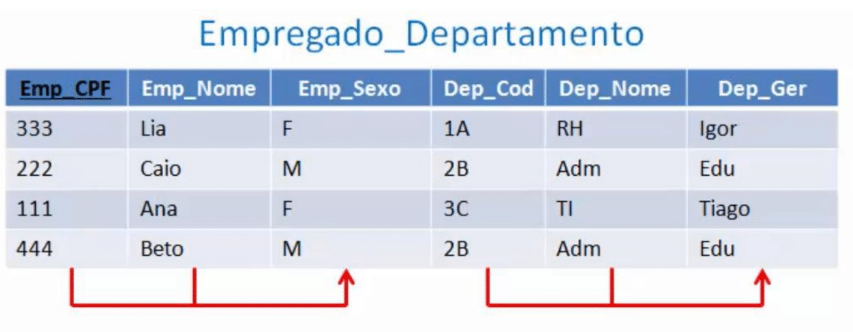 Empregado_Departamento
Emp_CPF Emp_Nome Emp_Sexo Dep_Cod Dep_Nome Dep_Ger
333 Lia F 1A RH Igor
222 Caio M 2B Adm Edu
111 Ana F 3C TI Tiago
444 Beto M 2B Adm Edu